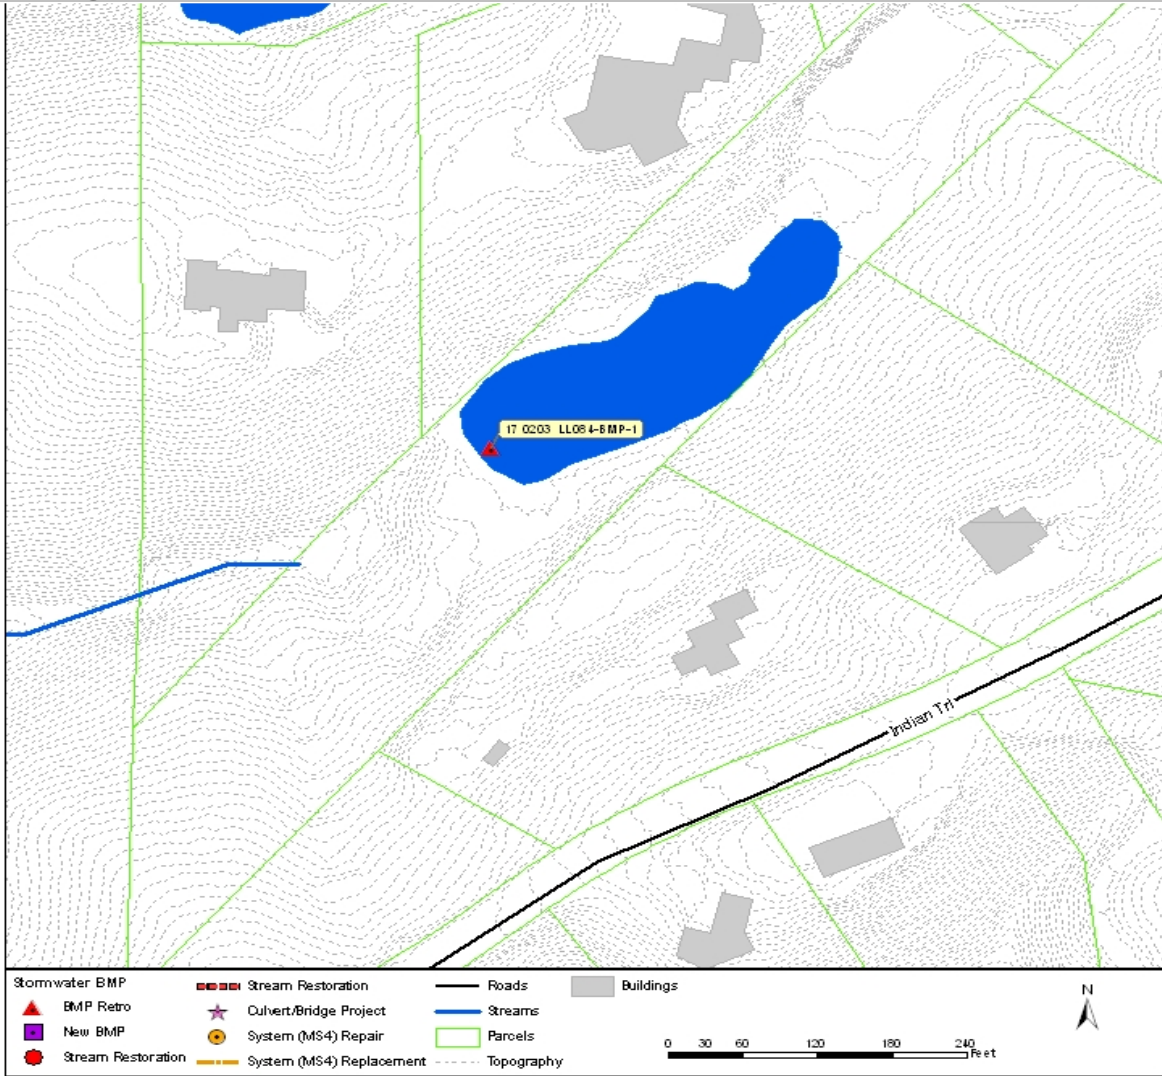 17 0203 LL084-BMP-1
Indian Trl
Stormwater BMP
BMP Retro
New BMP
Stream Restoration
Stream Restoration
Culvert/Bridge Project
System (MS4) Repair
System (MS4) Replacement
Roads
Streams
Parcels
Topography
Buildings
N
0 30 60 120 180 240
Feet